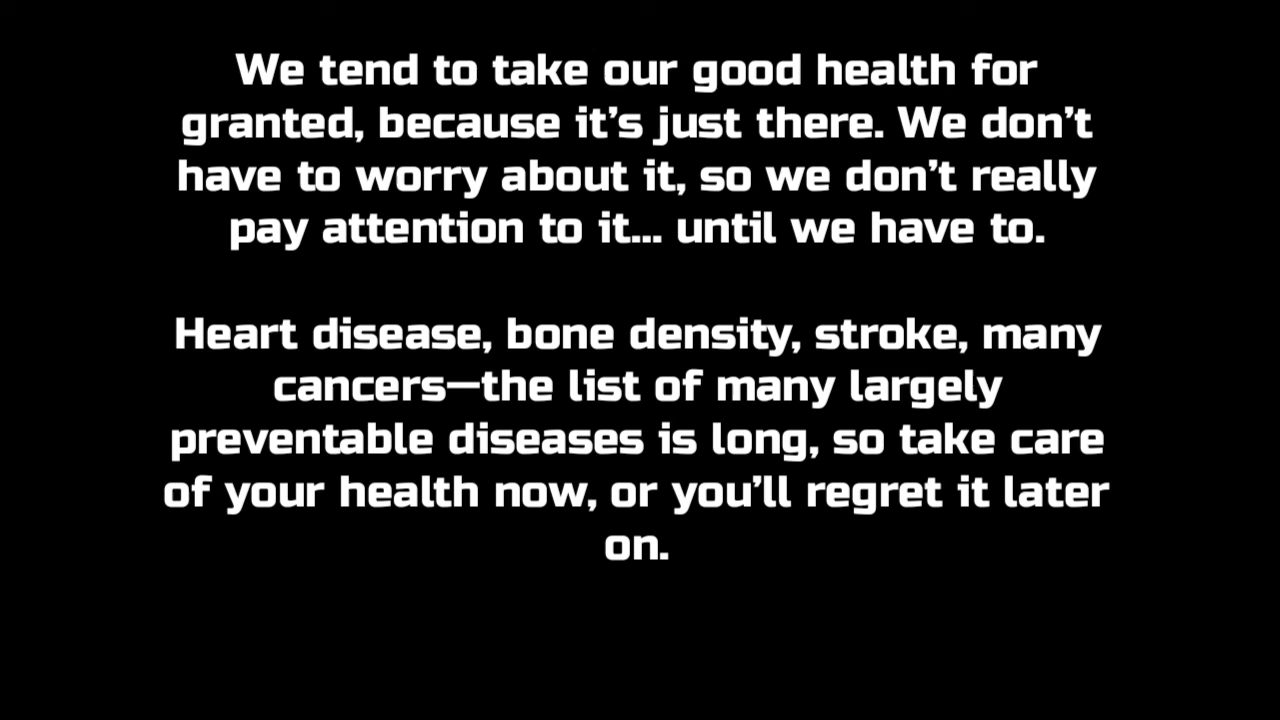 We tend to take our good health for
granted, because it’s just there. We don’t
have to worry about it, so we don’t really
pay attention to it... until we have to.
Heart disease, bone density, stroke, many
cancers—the list of many largely
preventable diseases is long, so take care
of your health now, or you’ll regret it later
on.